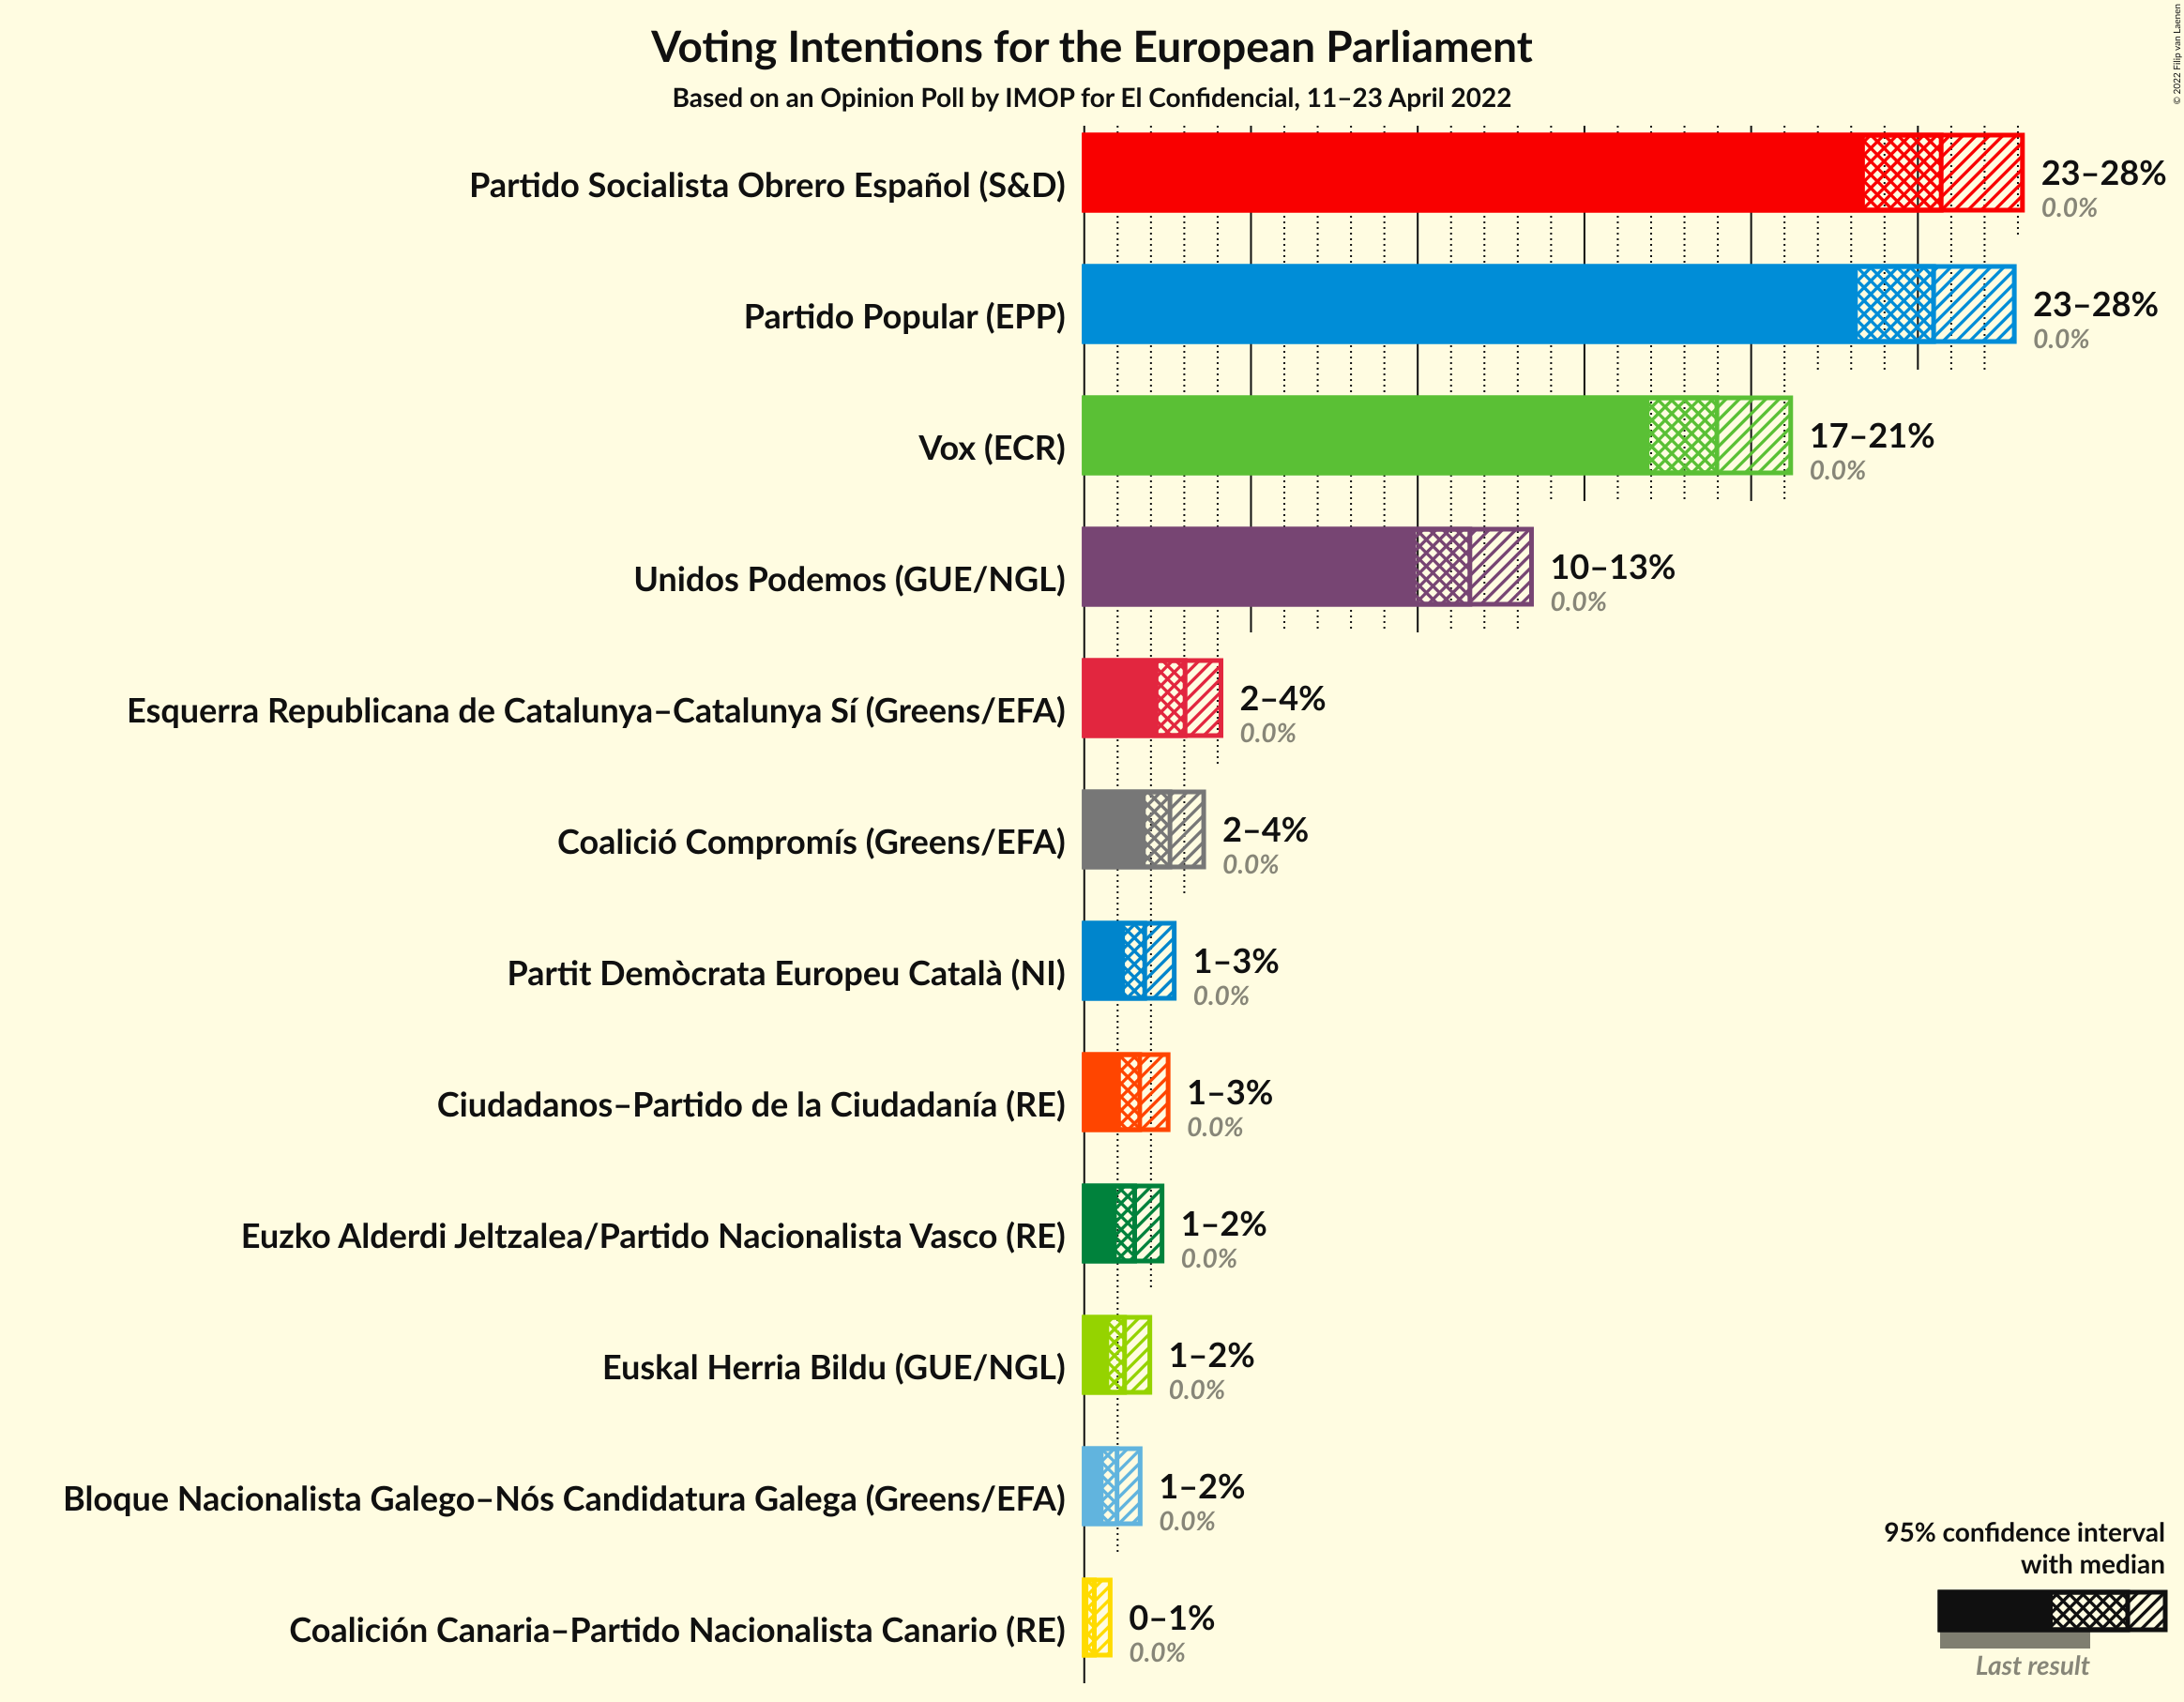 Voting Intentions for the European Parliament
Based on an Opinion Poll by IMOP for El Confidencial, 11–23 April 2022
© 2022 Filip van Laenen
Partido Socialista Obrero Español (S&D)
23–28%
0.0%
Partido Popular (EPP)
23–28%
0.0%
Vox (ECR)
17–21%
0.0%
Unidos Podemos (GUE/NGL)
10–13%
0.0%
Esquerra Republicana de Catalunya–Catalunya Sí (Greens/EFA)
2–4%
0.0%
Coalició Compromís (Greens/EFA)
2–4%
0.0%
Partit Demòcrata Europeu Català (NI)
1–3%
0.0%
Ciudadanos–Partido de la Ciudadanía (RE)
1–3%
0.0%
Euzko Alderdi Jeltzalea/Partido Nacionalista Vasco (RE)
1–2%
0.0%
Euskal Herria Bildu (GUE/NGL)
1–2%
0.0%
Bloque Nacionalista Galego–Nós Candidatura Galega (Greens/EFA)
1–2%
0.0%
Coalición Canaria–Partido Nacionalista Canario (RE)
0–1%
0.0%
95% confidence interval
with median
Last result